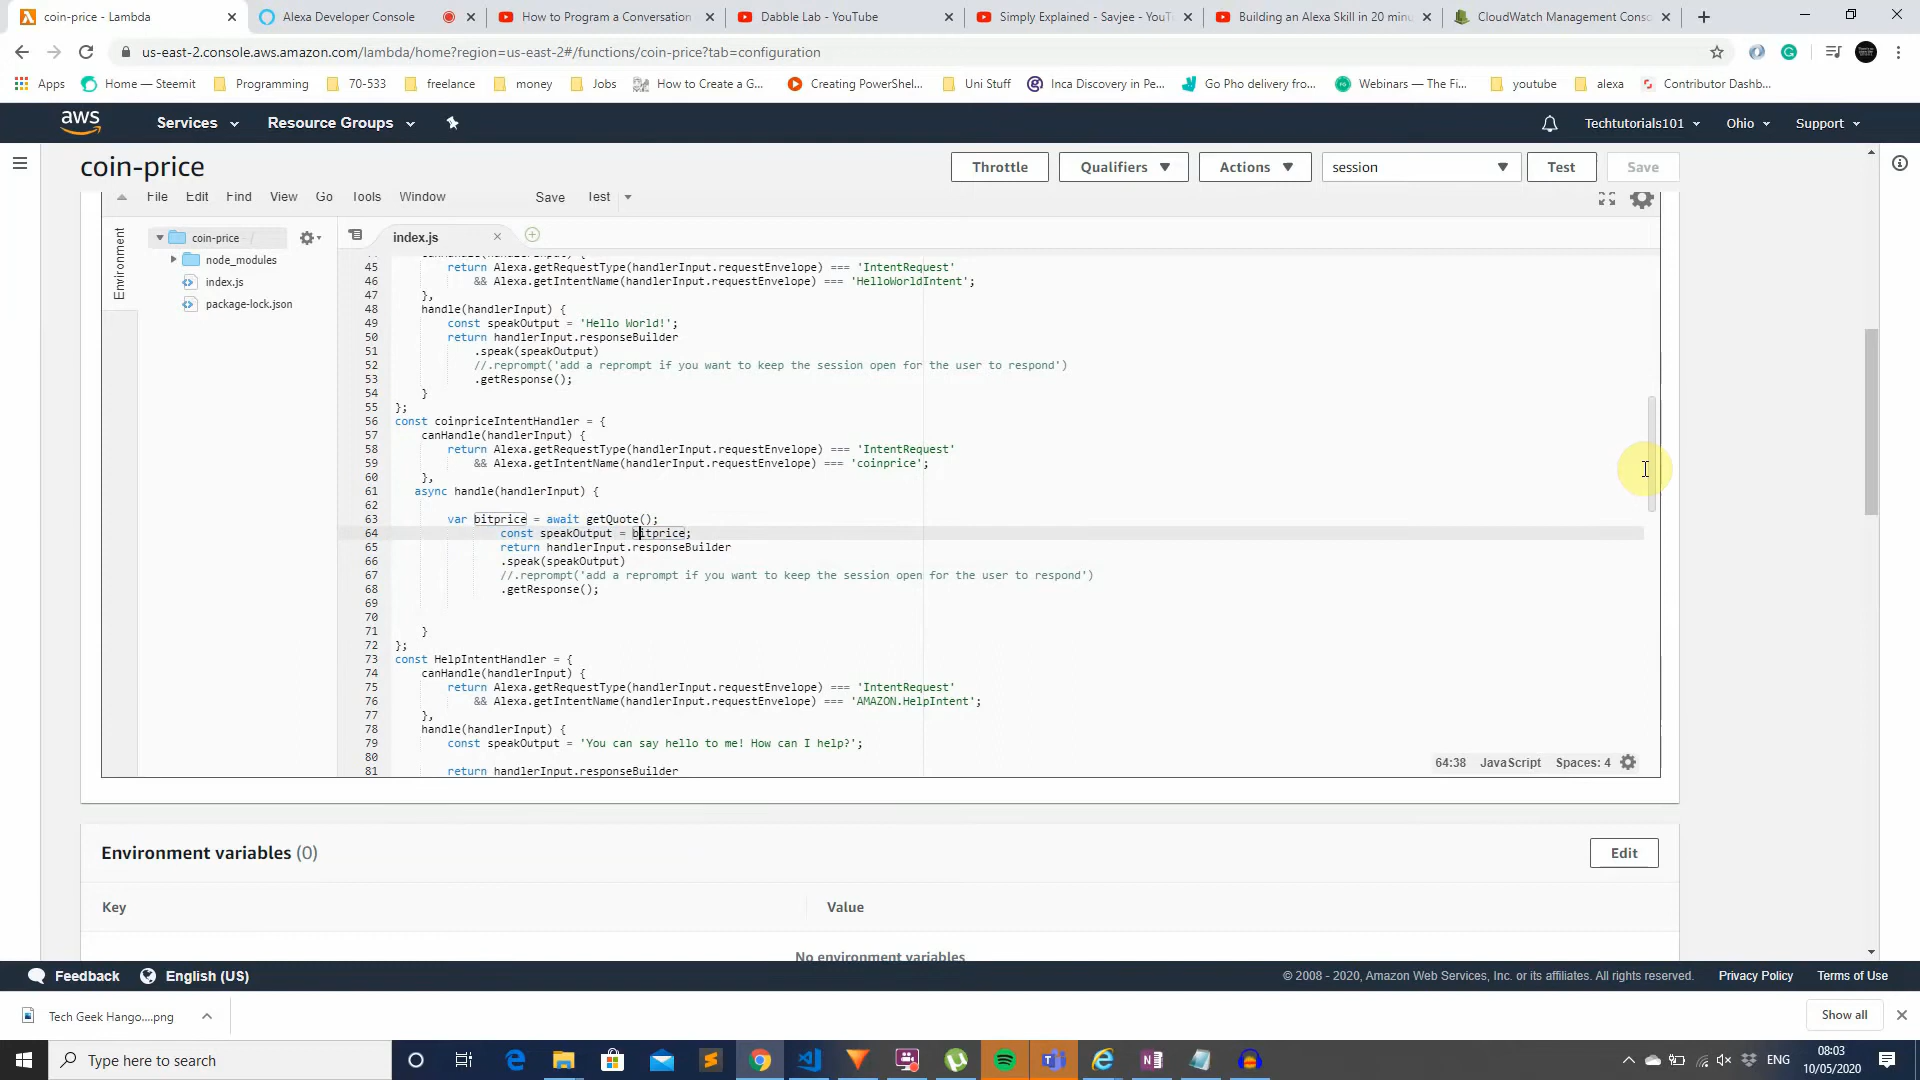 coin-price - Lambda
Alexa Developer Console
How to Program a Conversation
Dabble Lab - YouTube
Simply Explained - Savjee - YouT
Building an Alexa Skill in 20 minu
CloudWatch Management Conso
us-east-2.console.aws.amazon.com/lambda/home?region=us-east-2#/functions/coin-price?tab=configuration
Apps
Home — Steemit
Programming
70-533
freelance
money
Jobs
How to Create a G...
Creating PowerShel...
Uni Stuff
Inca Discovery in Pe...
Go Pho delivery fro...
Webinars — The Fi...
youtube
alexa
Contributor Dashb...
aws
Services
Resource Groups
Techtutorials101
Ohio
Support
coin-price
Throttle
Qualifiers
Actions
session
Test
Save
File Edit Find View Go Tools Window Save Test
Environment
coin-price /
node_modules
index.js
package-lock.json
index.js
45 return Alexa.getRequestType(handlerInput.requestEnvelope) === 'IntentRequest'
46 && Alexa.getIntentName(handlerInput.requestEnvelope) === 'HelloWorldIntent';
47 },
48 handle(handlerInput) {
49 const speakOutput = 'Hello World!';
50 return handlerInput.responseBuilder
51 .speak(speakOutput)
52 //.reprompt('add a reprompt if you want to keep the session open for the user to respond')
53 .getResponse();
54 }
55 };
56 const coinpriceIntentHandler = {
57 canHandle(handlerInput) {
58 return Alexa.getRequestType(handlerInput.requestEnvelope) === 'IntentRequest'
59 && Alexa.getIntentName(handlerInput.requestEnvelope) === 'coinprice';
60 },
61 async handle(handlerInput) {
62
63 var bitprice = await getQuote();
64 const speakOutput = bitprice;
65 return handlerInput.responseBuilder
66 .speak(speakOutput)
67 //.reprompt('add a reprompt if you want to keep the session open for the user to respond')
68 .getResponse();
69
70
71 }
72 };
73 const HelpIntentHandler = {
74 canHandle(handlerInput) {
75 return Alexa.getRequestType(handlerInput.requestEnvelope) === 'IntentRequest'
76 && Alexa.getIntentName(handlerInput.requestEnvelope) === 'AMAZON.HelpIntent';
77 },
78 handle(handlerInput) {
79 const speakOutput = 'You can say hello to me! How can I help?';
80
81 return handlerInput.responseBuilder
64:38 JavaScript Spaces: 4
Environment variables (0)
Edit
Key
Value
No environment variables
Feedback
English (US)
© 2008 - 2020, Amazon Web Services, Inc. or its affiliates. All rights reserved.
Privacy Policy
Terms of Use
Tech Geek Hango....png
Show all
Type here to search
ENG
08:03
10/05/2020